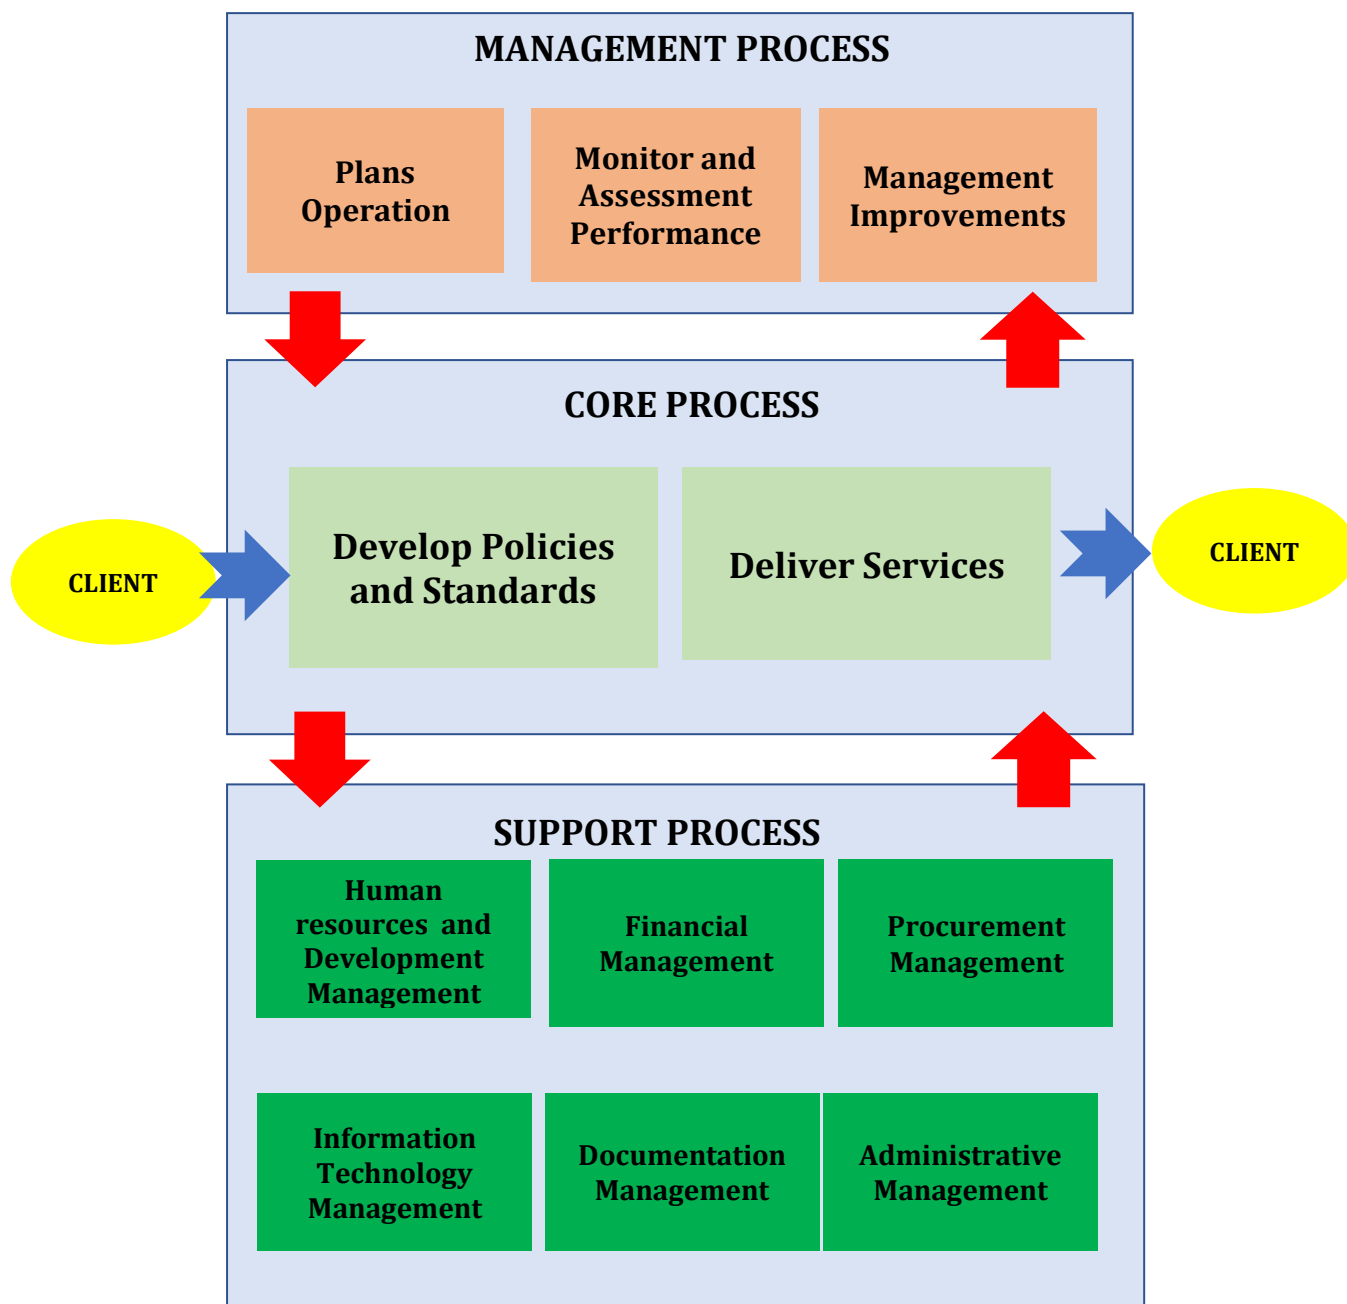 MANAGEMENT PROCESS
Plans
Operation
Monitor and
Assessment
Performance
Management
Improvements
CORE PROCESS
CLIENT
Develop Policies
and Standards
Deliver Services
CLIENT
SUPPORT PROCESS
Human
resources and
Development
Management
Financial
Management
Procurement
Management
Information
Technology
Management
Documentation
Management
Administrative
Management